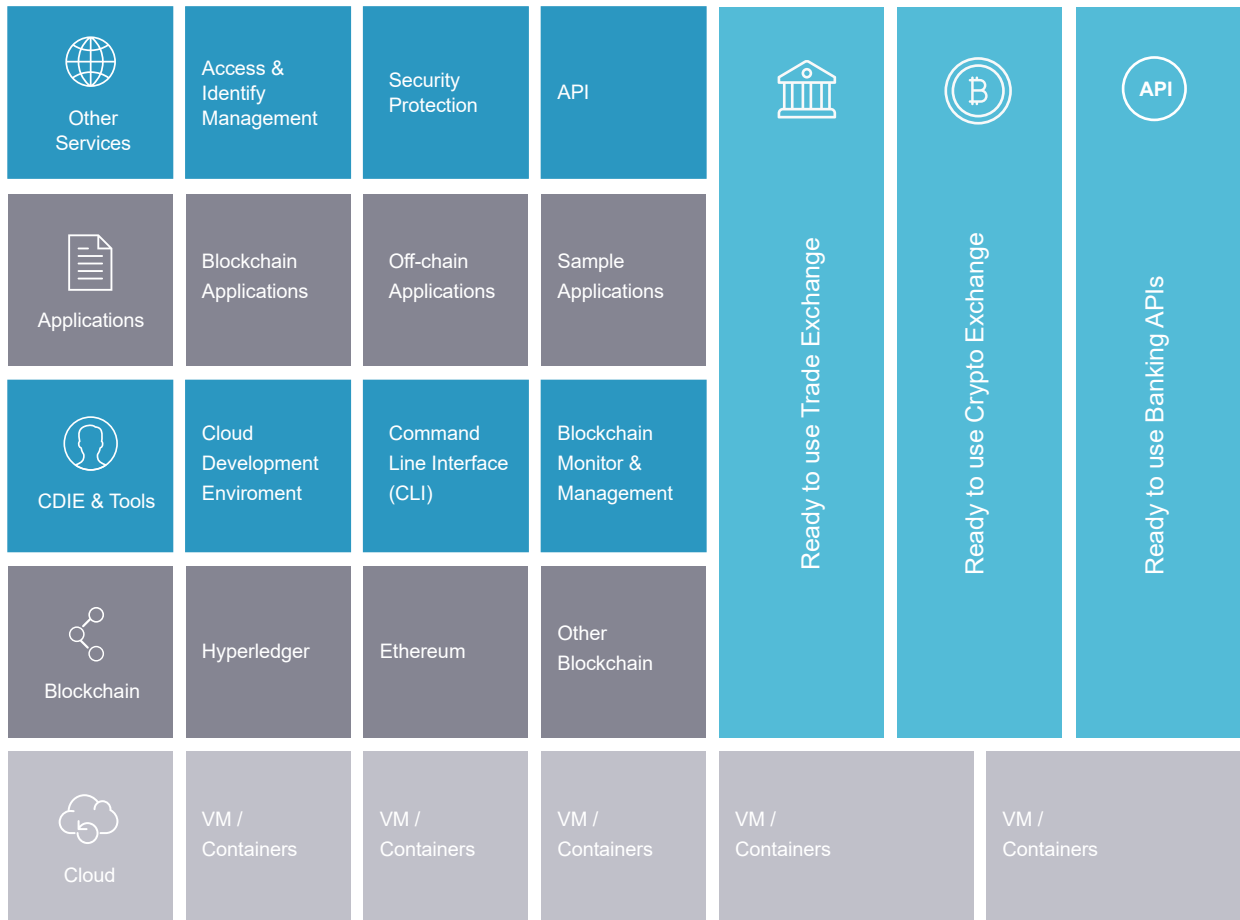 Other
Services
Access &
Identify
Management
Security
Protection
API
API
Applications
Blockchain
Applications
Off-chain
Applications
Sample
Applications
CDIE & Tools
Cloud
Development
Enviroment
Command
Line Interface
(CLI)
Blockchain
Monitor &
Management
Blockchain
Hyperledger
Ethereum
Other
Blockchain
Ready to use Trade Exchange
Ready to use Crypto Exchange
Ready to use Banking APIs
Cloud
VM /
Containers
VM /
Containers
VM /
Containers
VM /
Containers
VM /
Containers